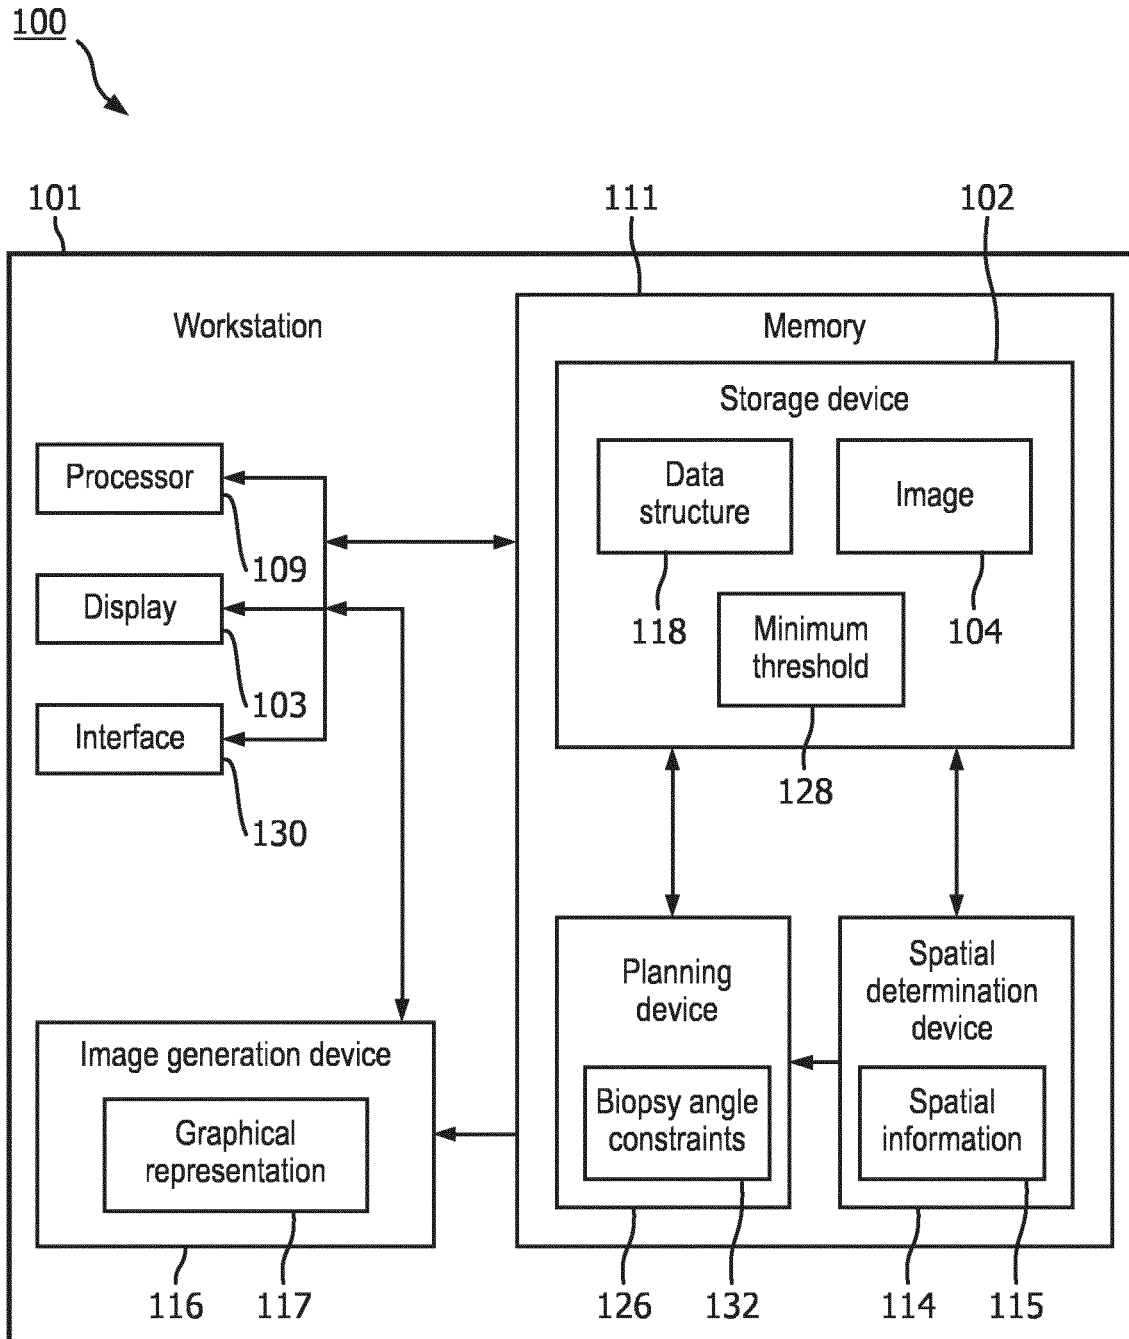 100
101
111
102
Workstation
Memory
Storage device
Processor
109
Display
103
Interface
130
Data
structure
118
Image
104
Minimum
threshold
128
Planning
device
Biopsy angle
constraints
Spatial
determination
device
Spatial
information
Image generation device
Graphical
representation
116
117
126
132
114
115